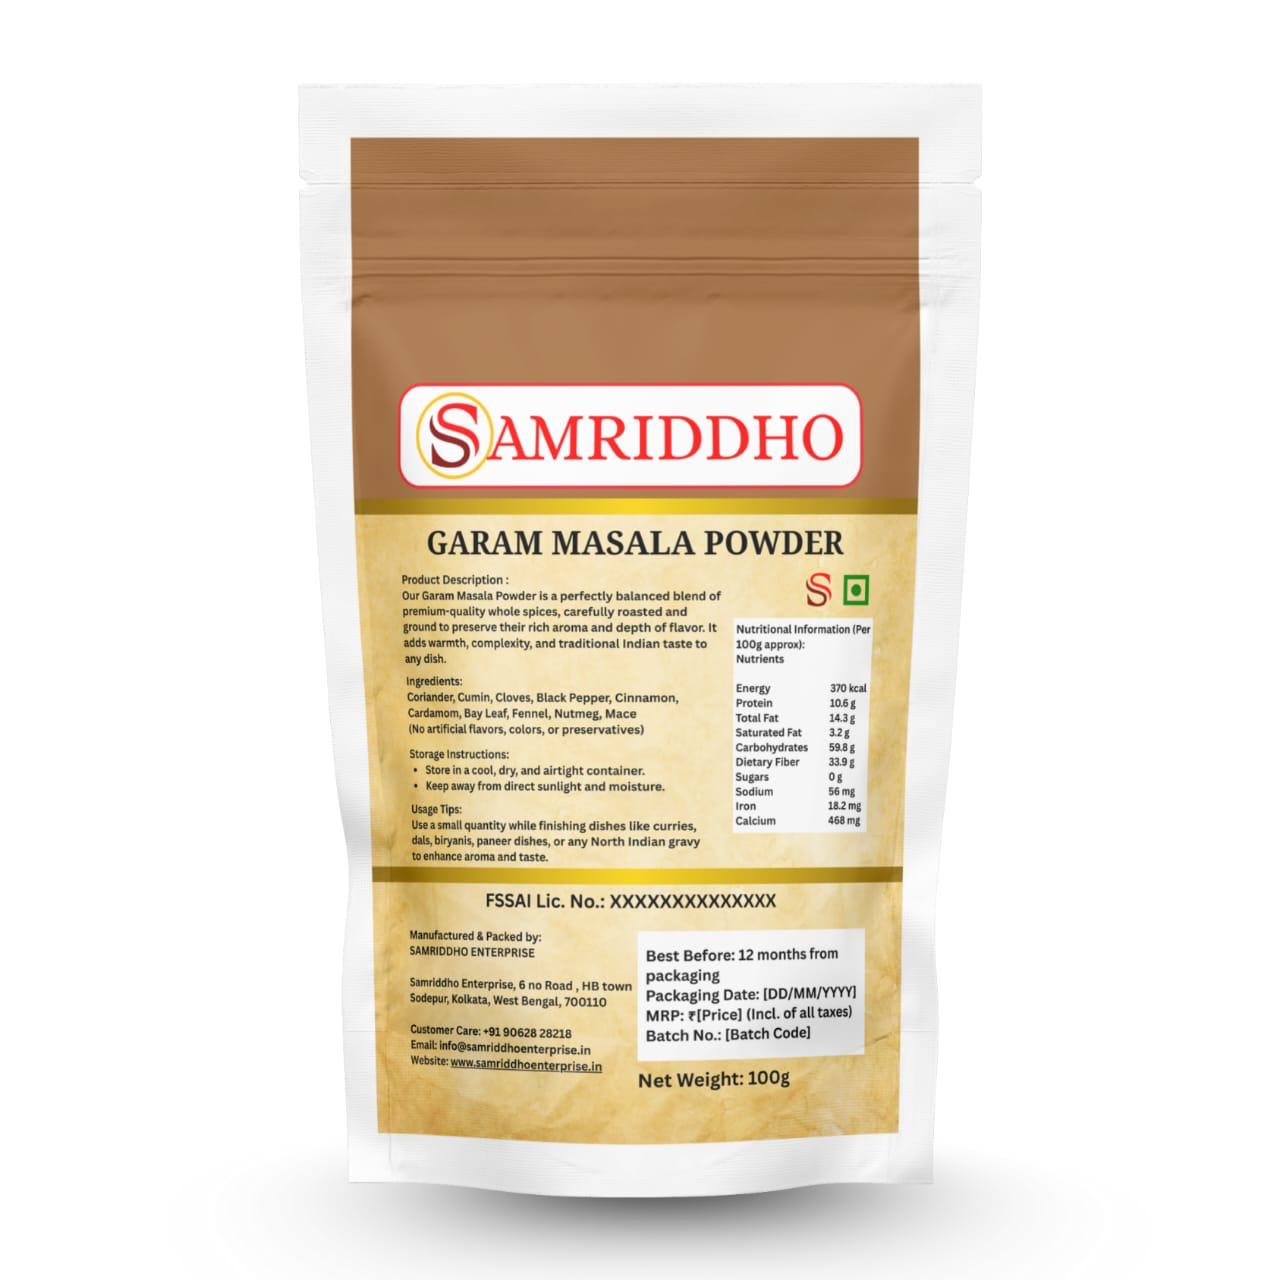 SAMRIDDHO
GARAM MASALA POWDER
Product Description :
Our Garam Masala Powder is a perfectly balanced blend of
premium-quality whole spices, carefully roasted and
ground to preserve their rich aroma and depth of flavor. It
adds warmth, complexity, and traditional Indian taste to
any dish.
Ingredients:
Coriander, Cumin, Cloves, Black Pepper, Cinnamon,
Cardamom, Bay Leaf, Fennel, Nutmeg, Mace
(No artificial flavors, colors, or preservatives)
Storage Instructions:
• Store in a cool, dry, and airtight container.
• Keep away from direct sunlight and moisture.
Usage Tips:
Use a small quantity while finishing dishes like curries,
dals, biryanis, paneer dishes, or any North Indian gravy
to enhance aroma and taste.
S
Nutritional Information (Per
100g approx):
Nutrients
Energy 370 kcal
Protein 10.6 g
Total Fat 14.3 g
Saturated Fat 3.2 g
Carbohydrates 59.8 g
Dietary Fiber 33.9 g
Sugars 0 g
Sodium 56 mg
Iron 18.2 mg
Calcium 468 mg
FSSAI Lic. No.: XXXXXXXXXXXXXX
Manufactured & Packed by:
SAMRIDDHO ENTERPRISE
Samriddho Enterprise, 6 no Road , HB town
Sodepur, Kolkata, West Bengal, 700110
Customer Care: +91 90628 28218
Email: info@samriddhoenterprise.in
Website: www.samriddhoenterprise.in
Best Before: 12 months from
packaging
Packaging Date: [DD/MM/YYYY]
MRP: ₹[Price] (Incl. of all taxes)
Batch No.: [Batch Code]
Net Weight: 100g